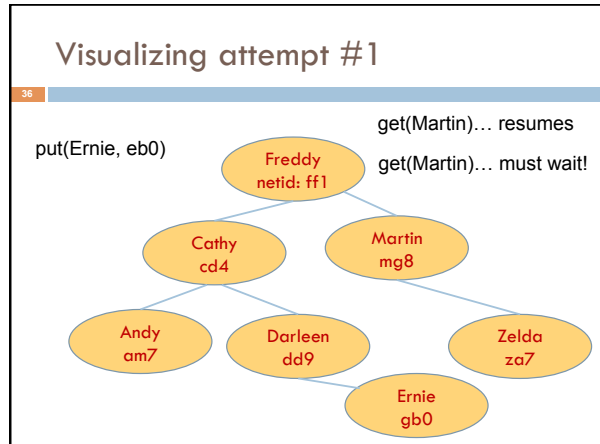 Visualizing attempt #1
36
get(Martin)… resumes
put(Ernie, eb0)
get(Martin)… must wait!
Freddy
netid: ff1
Cathy
cd4
Martin
mg8
Andy
am7
Darleen
dd9
Zelda
za7
Ernie
gb0